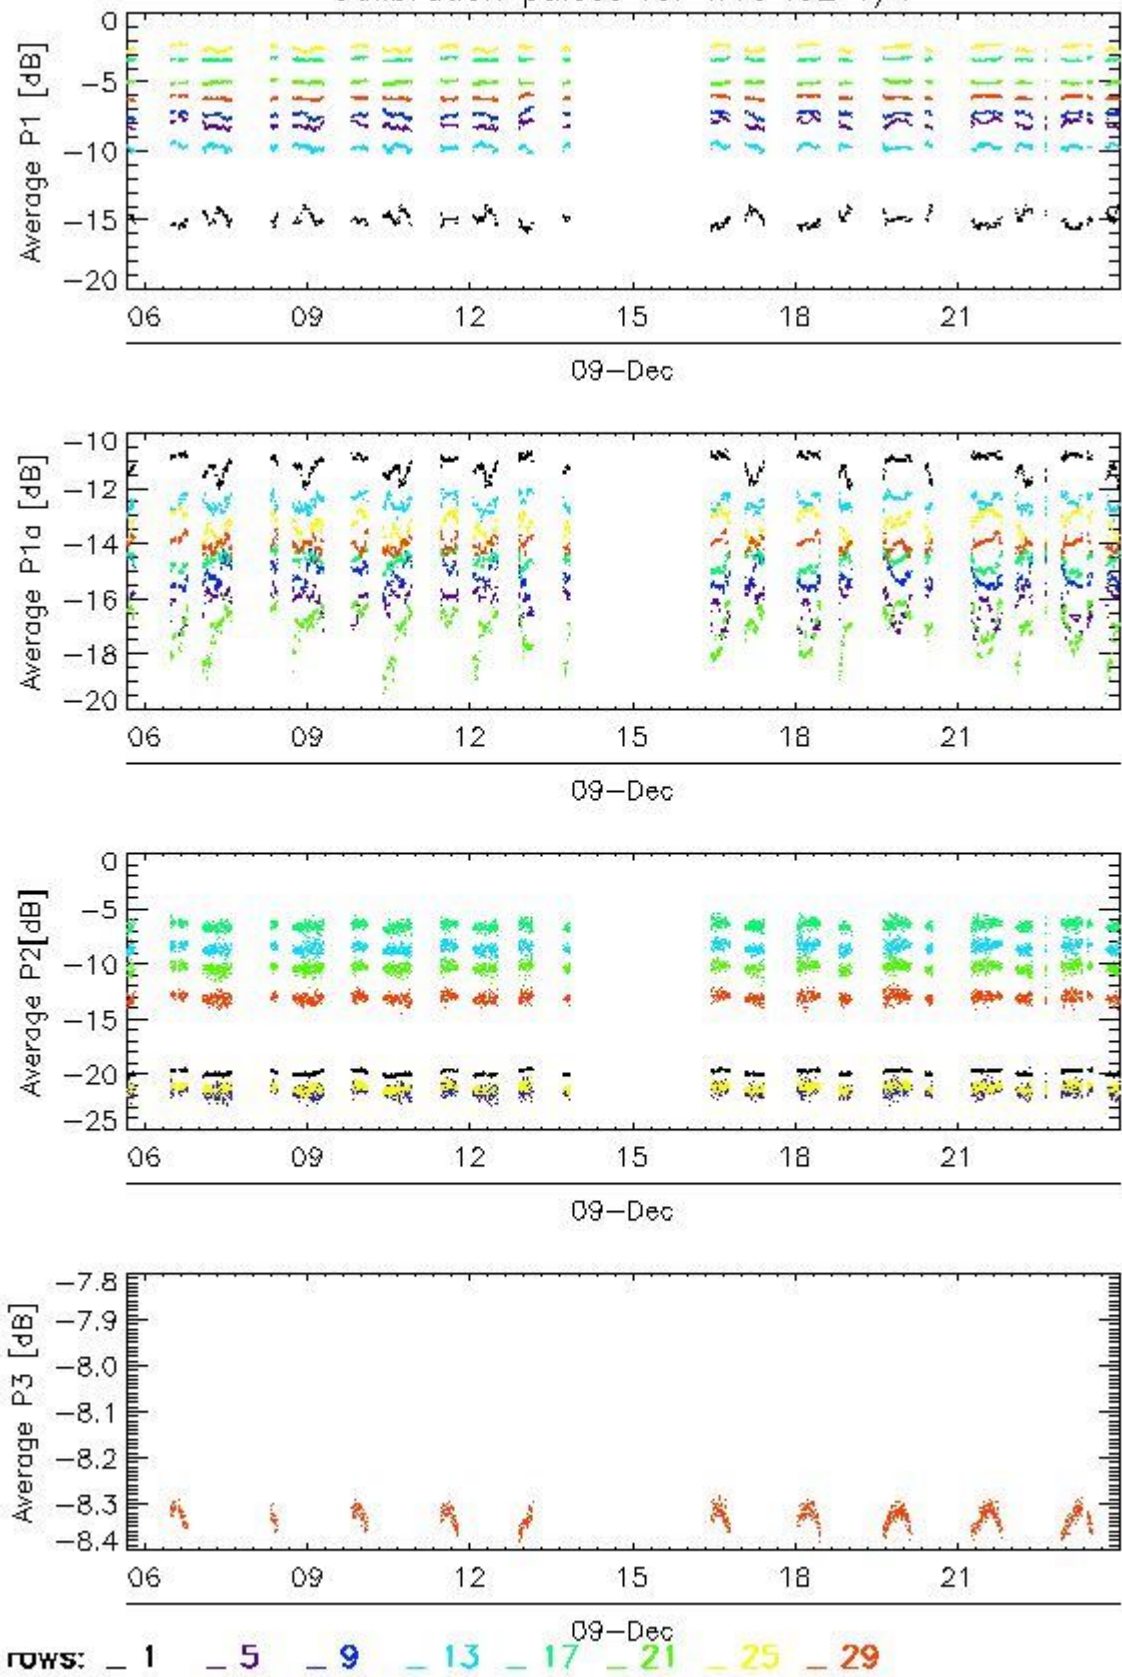 0
−5
−10
−15
−20
Average P1 [dB]
06 09 12 15 18 21
09−Dec
−10
−12
−14
−16
−18
−20
Average P1a [dB]
06 09 12 15 18 21
09−Dec
0
−5
−10
−15
−20
−25
Average P2[dB]
06 09 12 15 18 21
09−Dec
−7.8
−7.9
−8.0
−8.1
−8.2
−8.3
−8.4
Average P3 [dB]
06 09 12 15 18 21
09−Dec
rows: _ 1 _ 5 _ 9 _ 13 _ 17 _ 21 _ 25 _ 29